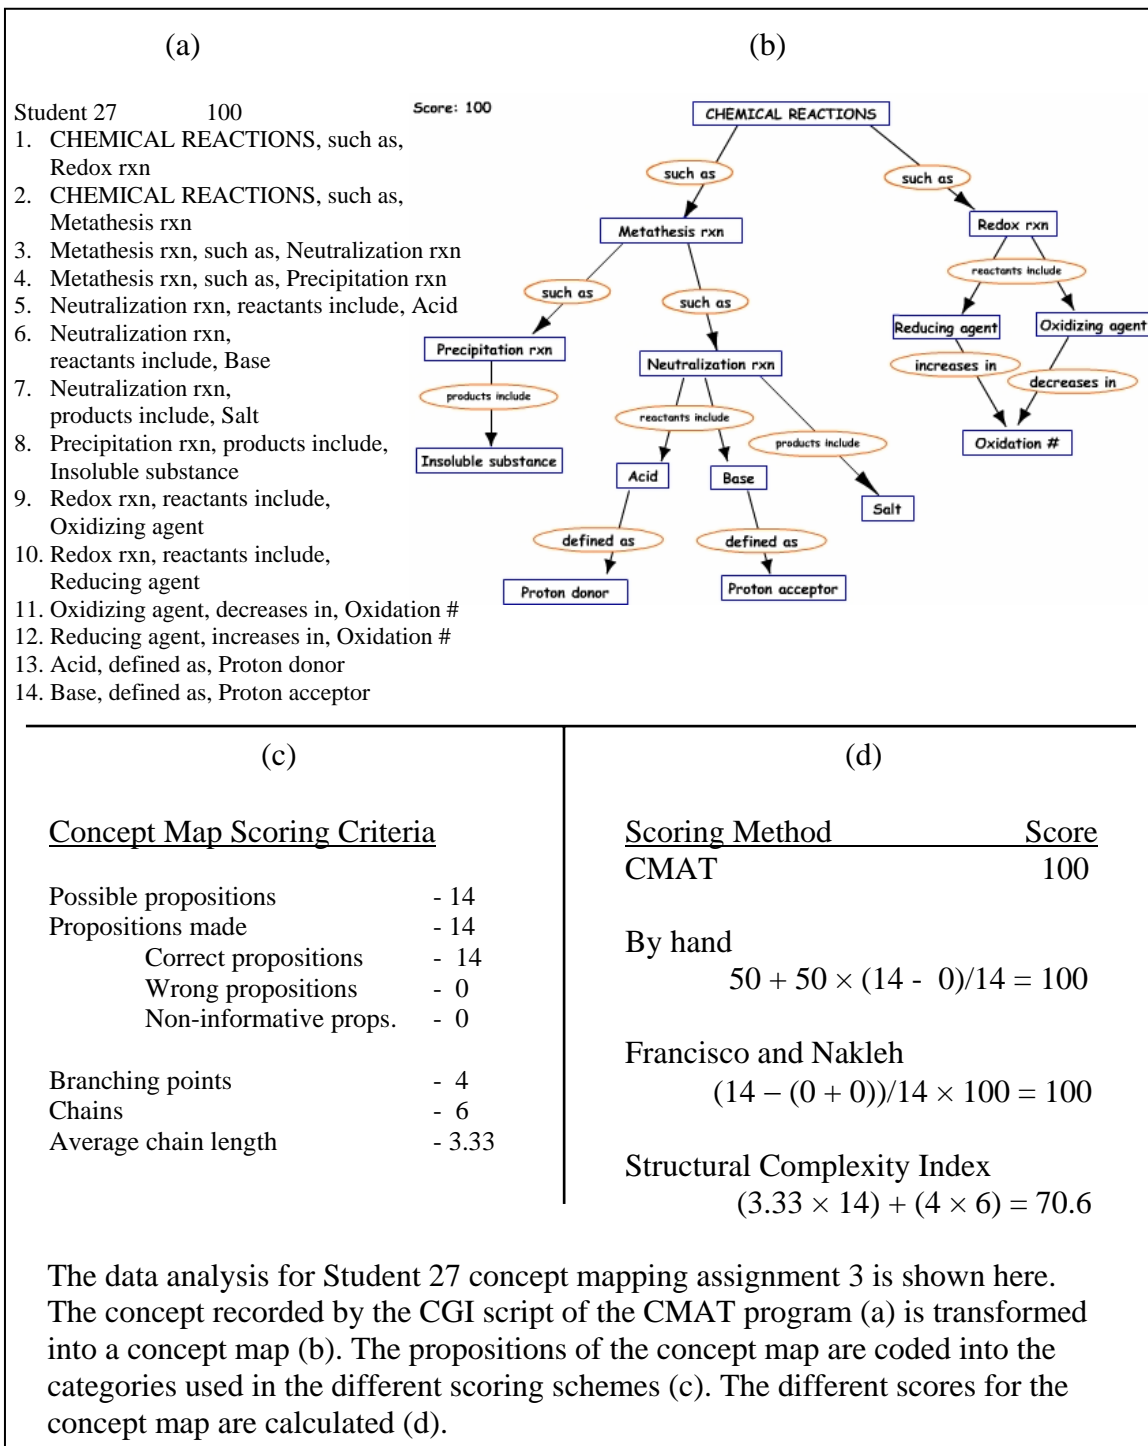 (a)
Student 27 100
1. CHEMICAL REACTIONS, such as,
Redox rxn
2. CHEMICAL REACTIONS, such as,
Metathesis rxn
3. Metathesis rxn, such as, Neutralization rxn
4. Metathesis rxn, such as, Precipitation rxn
5. Neutralization rxn, reactants include, Acid
6. Neutralization rxn,
reactants include, Base
7. Neutralization rxn,
products include, Salt
8. Precipitation rxn, products include,
Insoluble substance
9. Redox rxn, reactants include,
Oxidizing agent
10. Redox rxn, reactants include,
Reducing agent
11. Oxidizing agent, decreases in, Oxidation #
12. Reducing agent, increases in, Oxidation #
13. Acid, defined as, Proton donor
14. Base, defined as, Proton acceptor
(b)
Score: 100
CHEMICAL REACTIONS
such as
such as
Metathesis rxn
Redox rxn
reactants include
such as
such as
Reducing agent
Oxidizing agent
Precipitation rxn
Neutralization rxn
increases in
decreases in
products include
reactants include
products include
Oxidation #
Insoluble substance
Acid
Base
Salt
defined as
defined as
Proton donor
Proton acceptor
(c)
Concept Map Scoring Criteria
Possible propositions - 14
Propositions made - 14
Correct propositions - 14
Wrong propositions - 0
Non-informative props. - 0
Branching points - 4
Chains - 6
Average chain length - 3.33
(d)
Scoring Method Score
CMAT 100
By hand
50 + 50 × (14 - 0)/14 = 100
Francisco and Nakleh
(14 – (0 + 0))/14 × 100 = 100
Structural Complexity Index
(3.33 × 14) + (4 × 6) = 70.6
The data analysis for Student 27 concept mapping assignment 3 is shown here.
The concept recorded by the CGI script of the CMAT program (a) is transformed
into a concept map (b). The propositions of the concept map are coded into the
categories used in the different scoring schemes (c). The different scores for the
concept map are calculated (d).